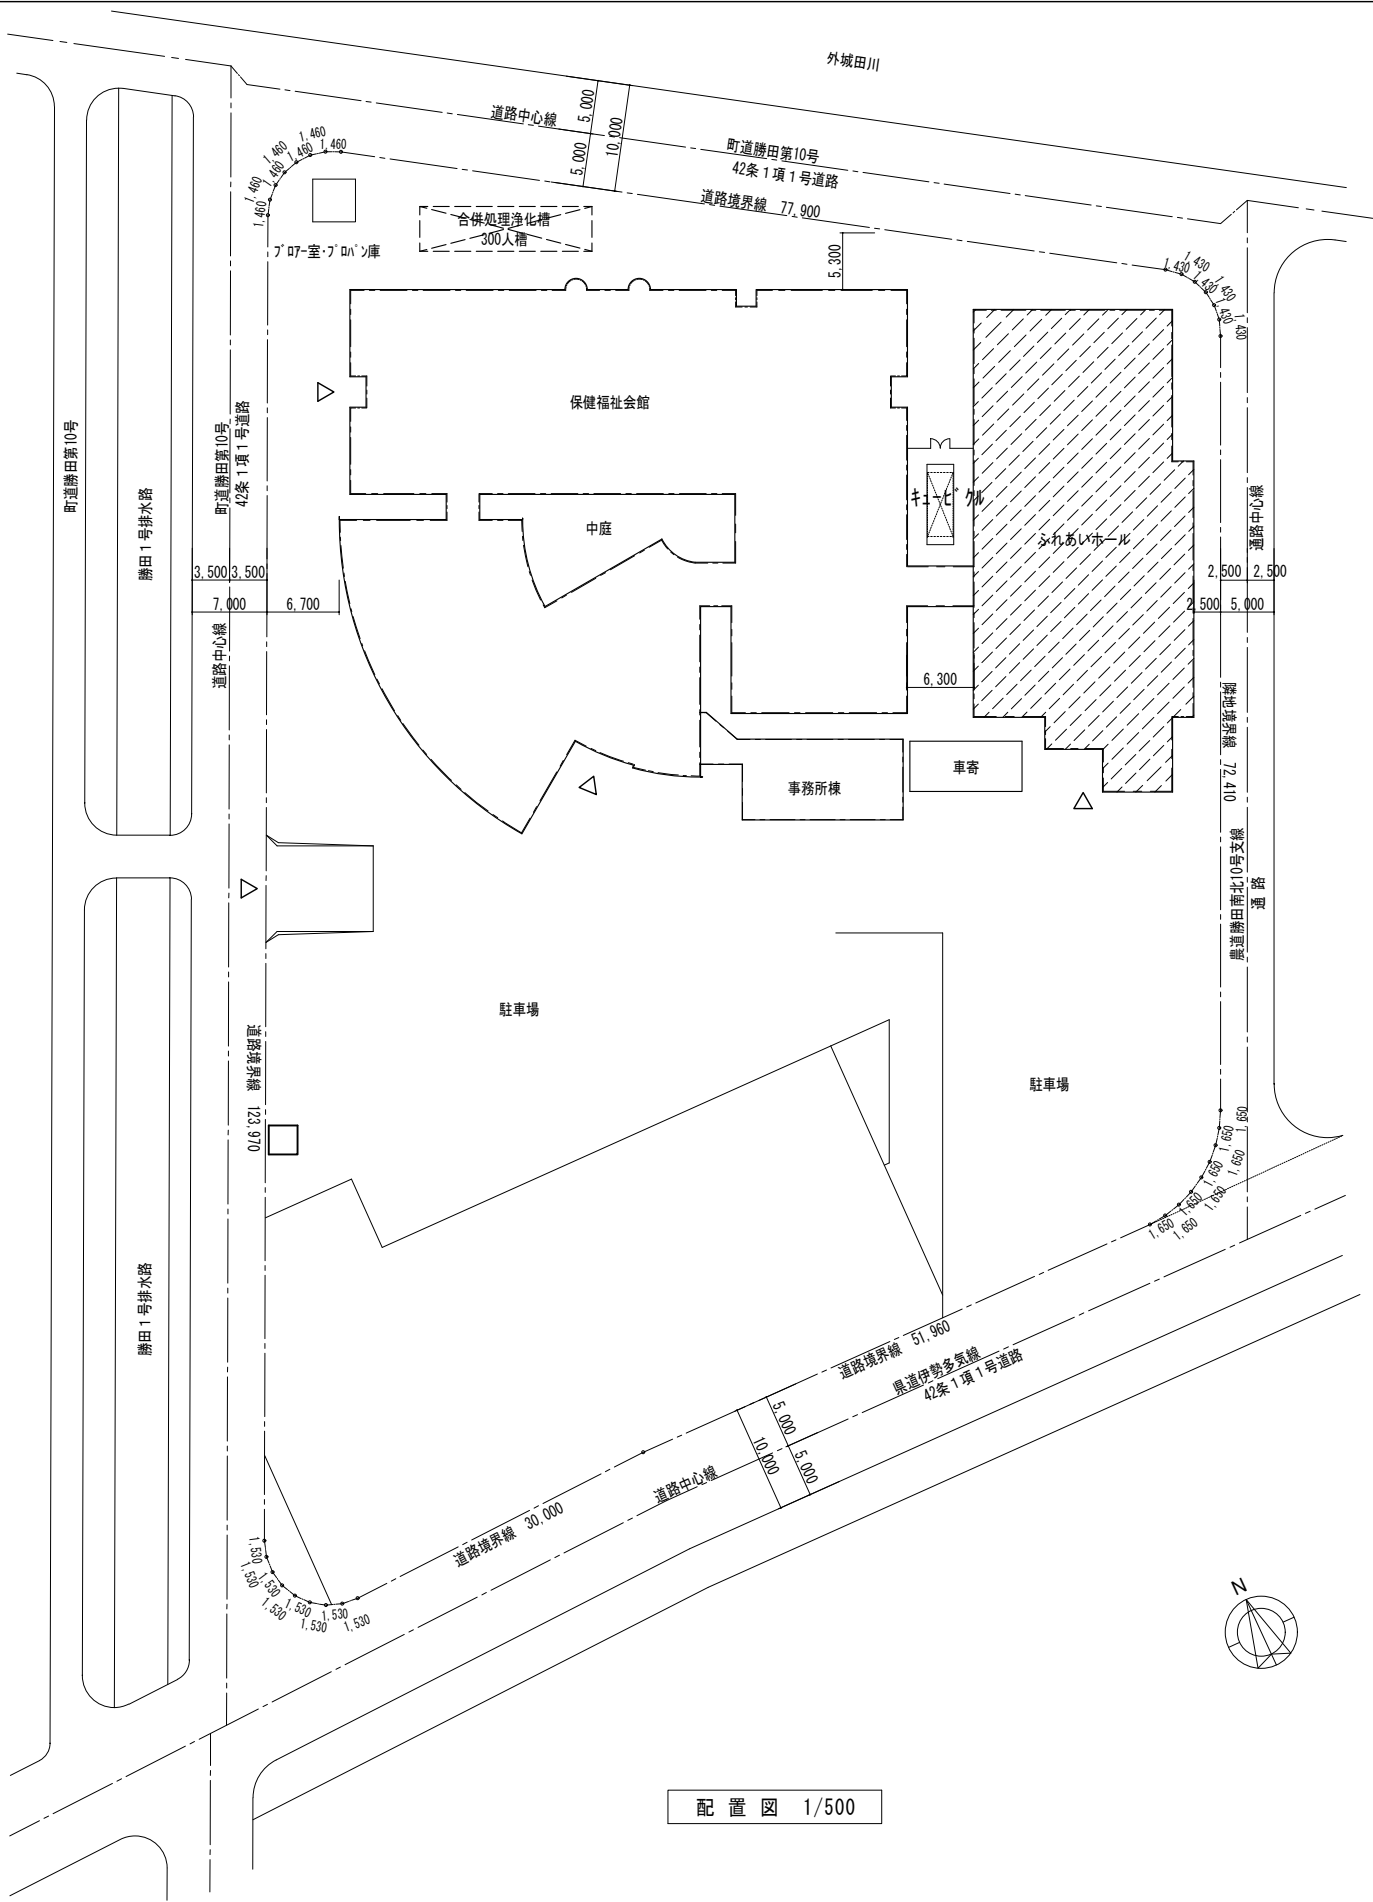 外城田川
道路中心線
5,000
5,000
10,000
町道勝田第10号
42条1項1号道路
道路境界線 77,900
1,460
1,460
1,460
1,460
1,460
1,460
1,460
ブロアー室・プロパン庫
合併処理浄化槽
300人槽
5,300
1,430
1,430
1,430
1,430
1,430
1,430
保健福祉会館
町道勝田第10号
勝田1号排水路
町道勝田第10号
42条1項1号道路
中庭
キュービクル
ふれあいホール
通路中心線
3,500
3,500
7,000
6,700
道路中心線
2,500
2,500
2,500
5,000
6,300
隣地境界線 72,410
車寄
事務所棟
農道勝田南北10号支線
通路
駐車場
駐車場
道路境界線 123,970
勝田1号排水路
1,650
1,650
1,650
1,650
1,650
1,650
1,650
1,650
道路境界線 51,960
県道伊勢多気線
42条1項1号道路
5,000
10,000
5,000
道路中心線
道路境界線 30,000
1,530
1,530
1,530
1,530
1,530
1,530
1,530
1,530
N
配置図 1/500